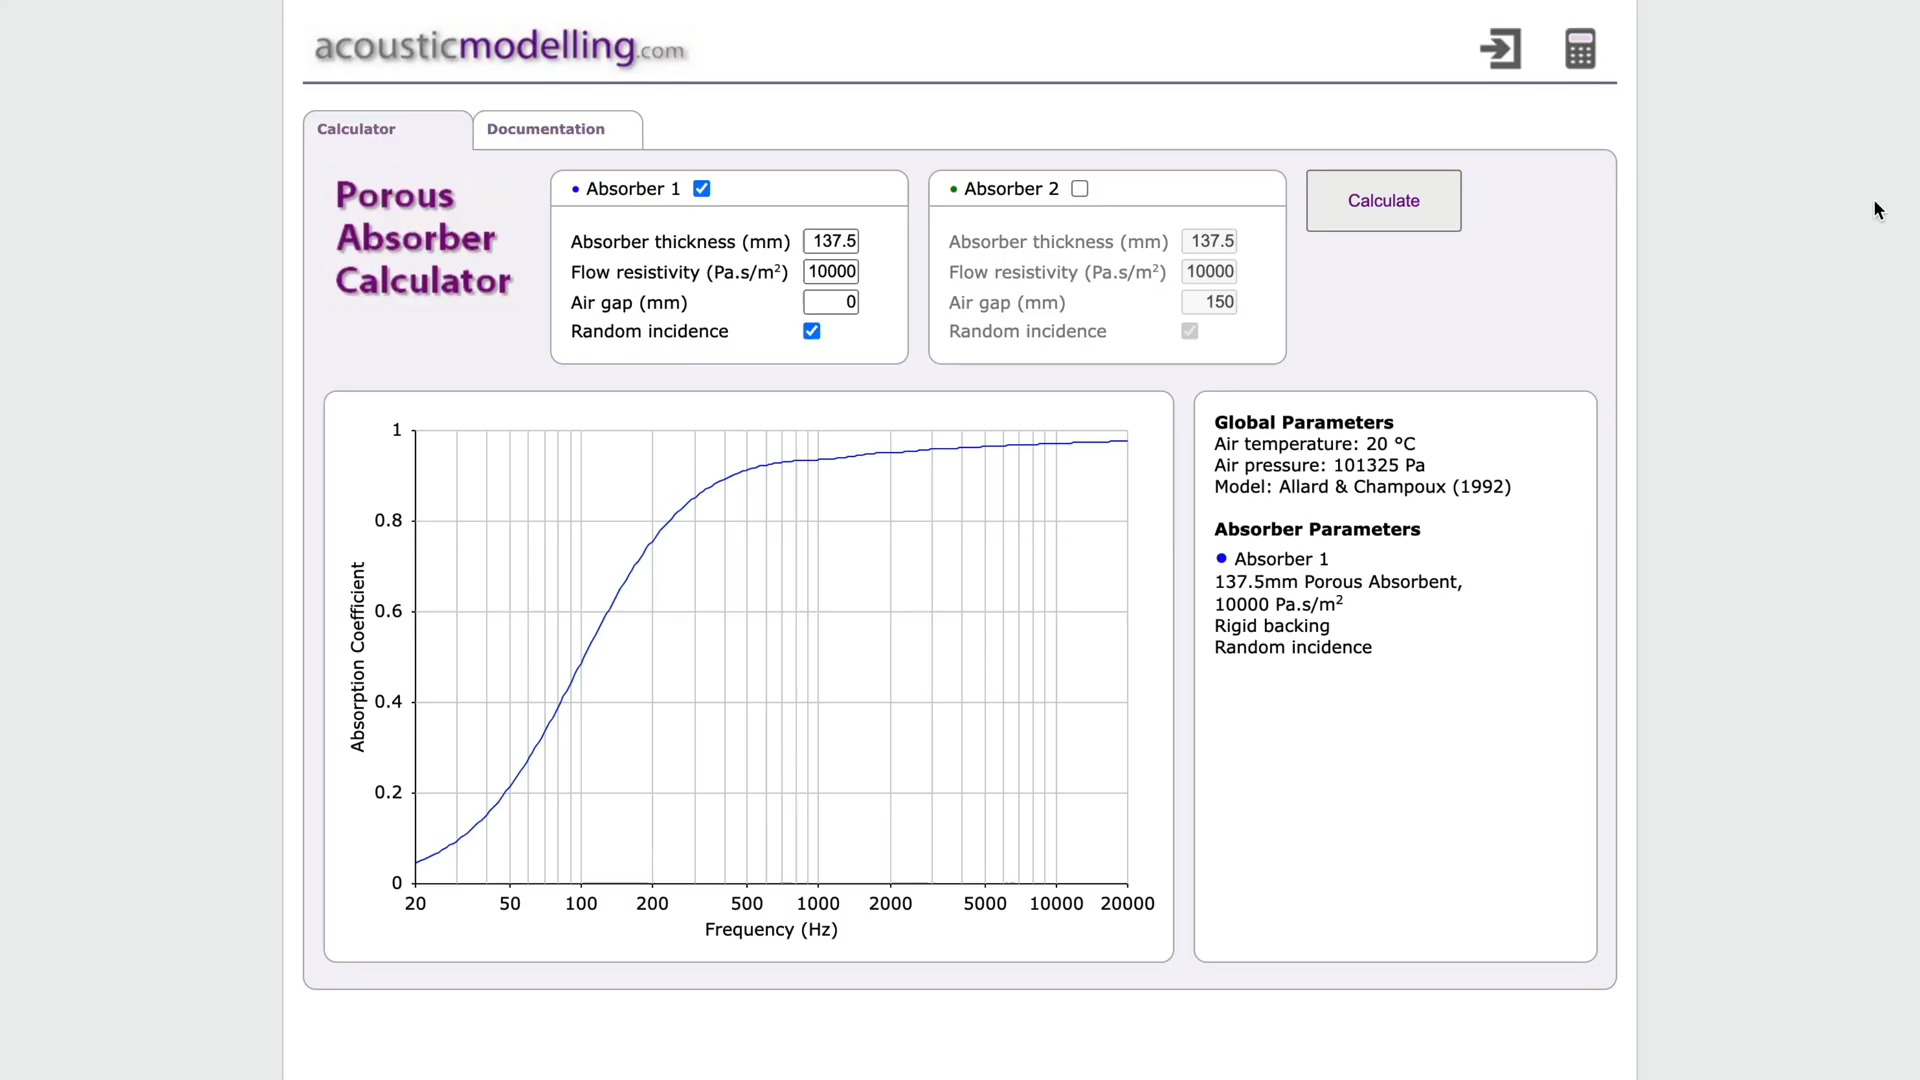 acousticmodelling.com
Calculator
Documentation
Porous
Absorber
Calculator
• Absorber 1
Absorber thickness (mm) 137.5
Flow resistivity (Pa.s/m²) 10000
Air gap (mm) 0
Random incidence
• Absorber 2
Absorber thickness (mm) 137.5
Flow resistivity (Pa.s/m²) 10000
Air gap (mm) 150
Random incidence
Calculate
Absorption Coefficient
1
0.8
0.6
0.4
0.2
0
20 50 100 200 500 1000 2000 5000 10000 20000
Frequency (Hz)
Global Parameters
Air temperature: 20 °C
Air pressure: 101325 Pa
Model: Allard & Champoux (1992)
Absorber Parameters
• Absorber 1
137.5mm Porous Absorbent,
10000 Pa.s/m²
Rigid backing
Random incidence